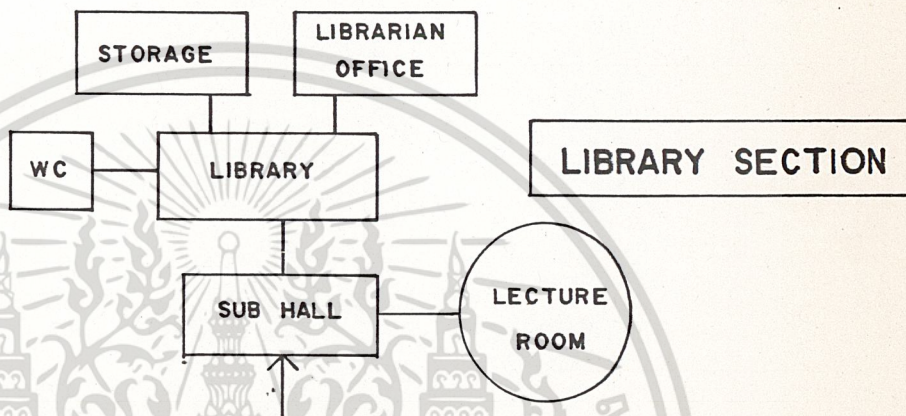 STORAGE
LIBRARIAN
OFFICE
WC
LIBRARY
LIBRARY SECTION
SUB HALL
LECTURE
ROOM